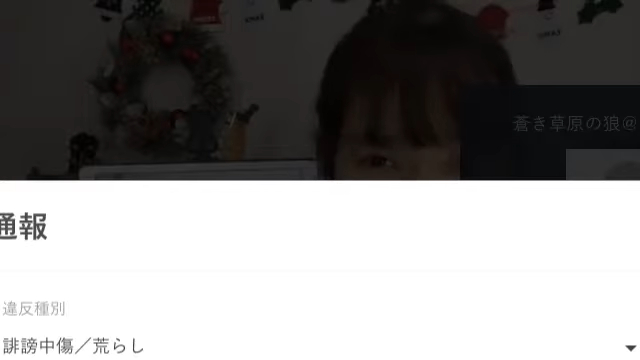 蒼き草原の狼@
通報
違反種別
誹謗中傷／荒らし